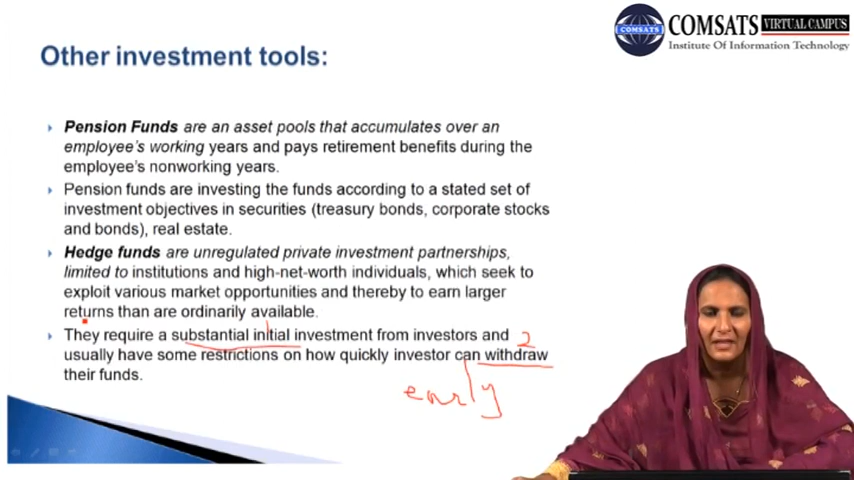 COMSATS VIRTUAL CAMPUS
COMSATS
Institute Of Information Technology
Other investment tools:
Pension Funds are an asset pools that accumulates over an
employee's working years and pays retirement benefits during the
employee's nonworking years.
Pension funds are investing the funds according to a stated set of
investment objectives in securities (treasury bonds, corporate stocks
and bonds), real estate.
Hedge funds are unregulated private investment partnerships,
limited to institutions and high-net-worth individuals, which seek to
exploit various market opportunities and thereby to earn larger
returns than are ordinarily available.
They require a substantial initial investment from investors and
2
usually have some restrictions on how quickly investor can withdraw
their funds.
early